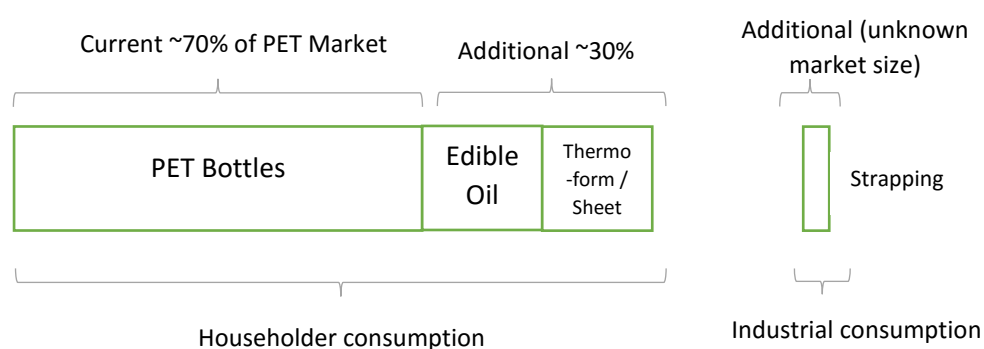 Current ~70% of PET Market
Additional ~30%
Additional (unknown
market size)
PET Bottles
Edible
Oil
Thermo
-form /
Sheet
Strapping
Householder consumption
Industrial consumption